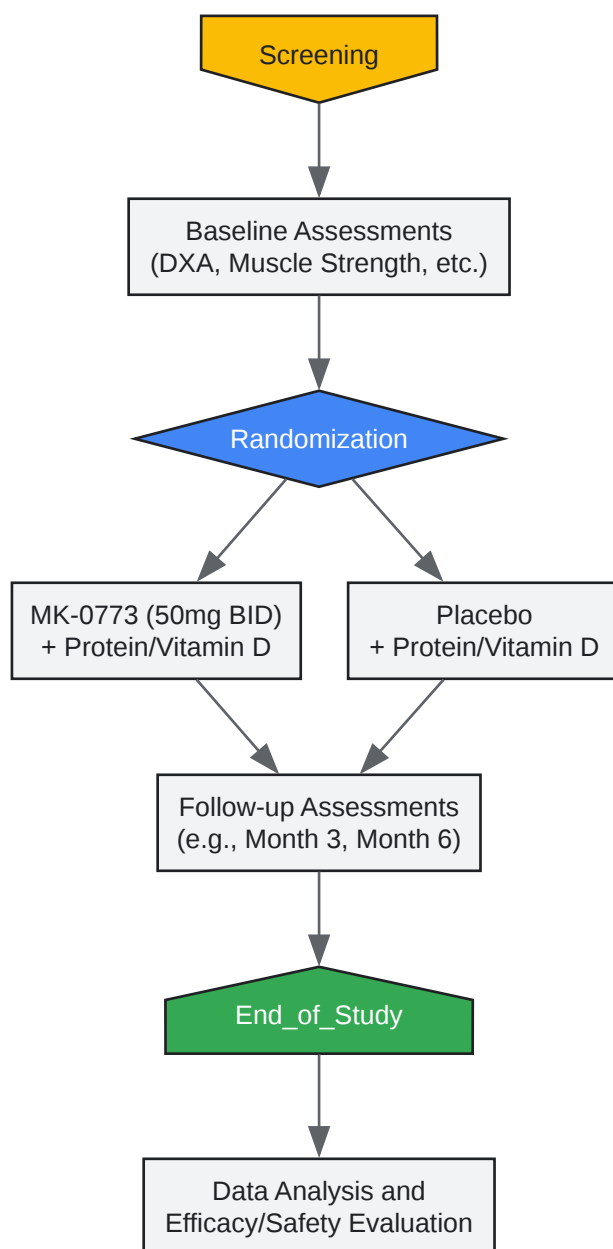 Screening
Baseline Assessments
(DXA, Muscle Strength, etc.)
Randomization
MK-0773 (50mg BID)
+ Protein/Vitamin D
Placebo
+ Protein/Vitamin D
Follow-up Assessments
(e.g., Month 3, Month 6)
End_of_Study
Data Analysis and
Efficacy/Safety Evaluation